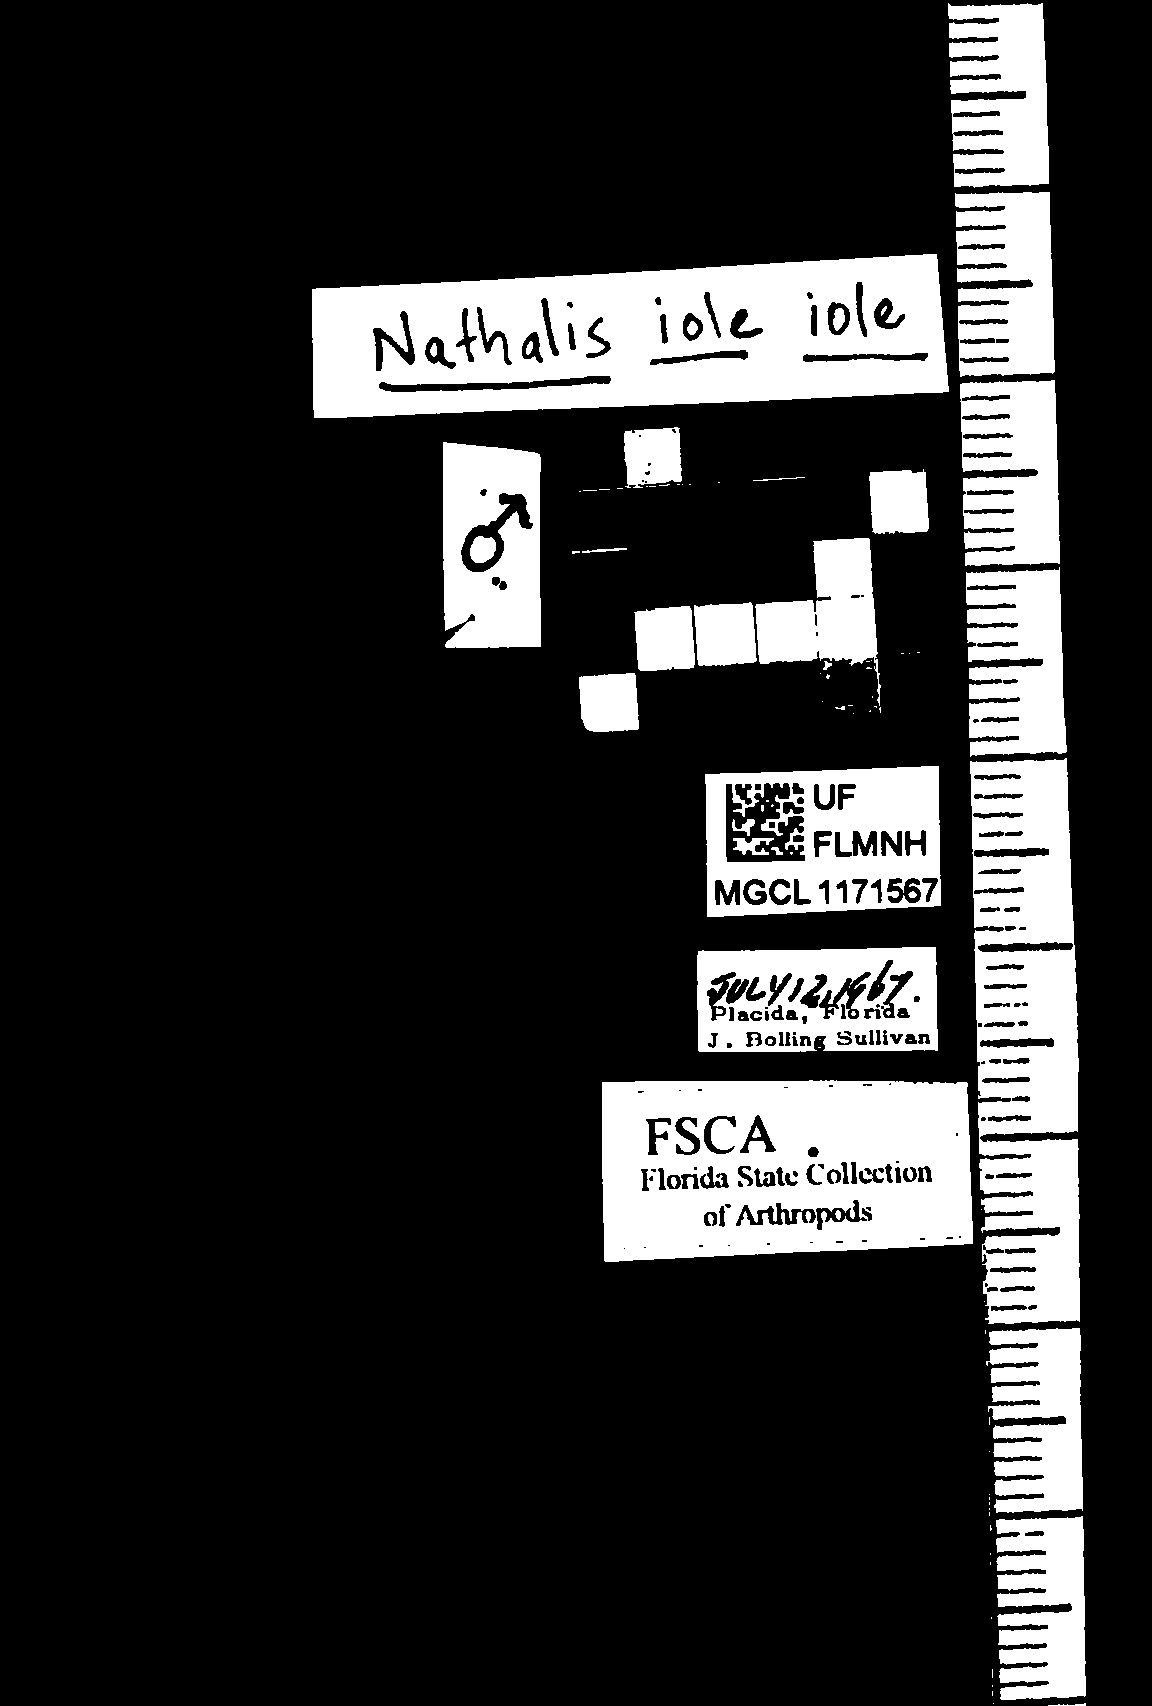 Nathalis iole iole
♂
UF
FLMNH
MGCL 1171567
JULY 12, 1967.
Placida, Florida
J. Bolling Sullivan
FSCA
Florida State Collection
of Arthropods